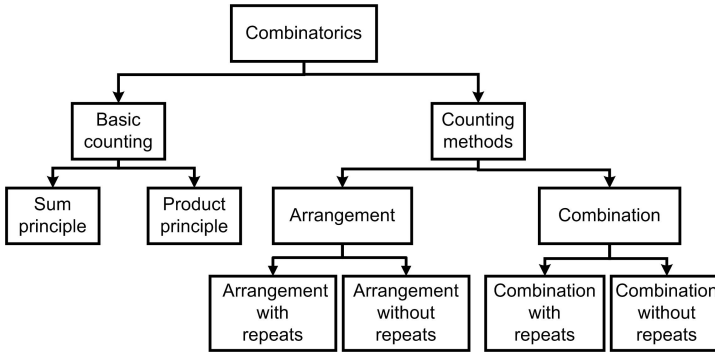 Combinatorics
Basic
counting
Counting
methods
Sum
principle
Product
principle
Arrangement
Combination
Arrangement
with
repeats
Arrangement
without
repeats
Combination
with
repeats
Combination
without
repeats